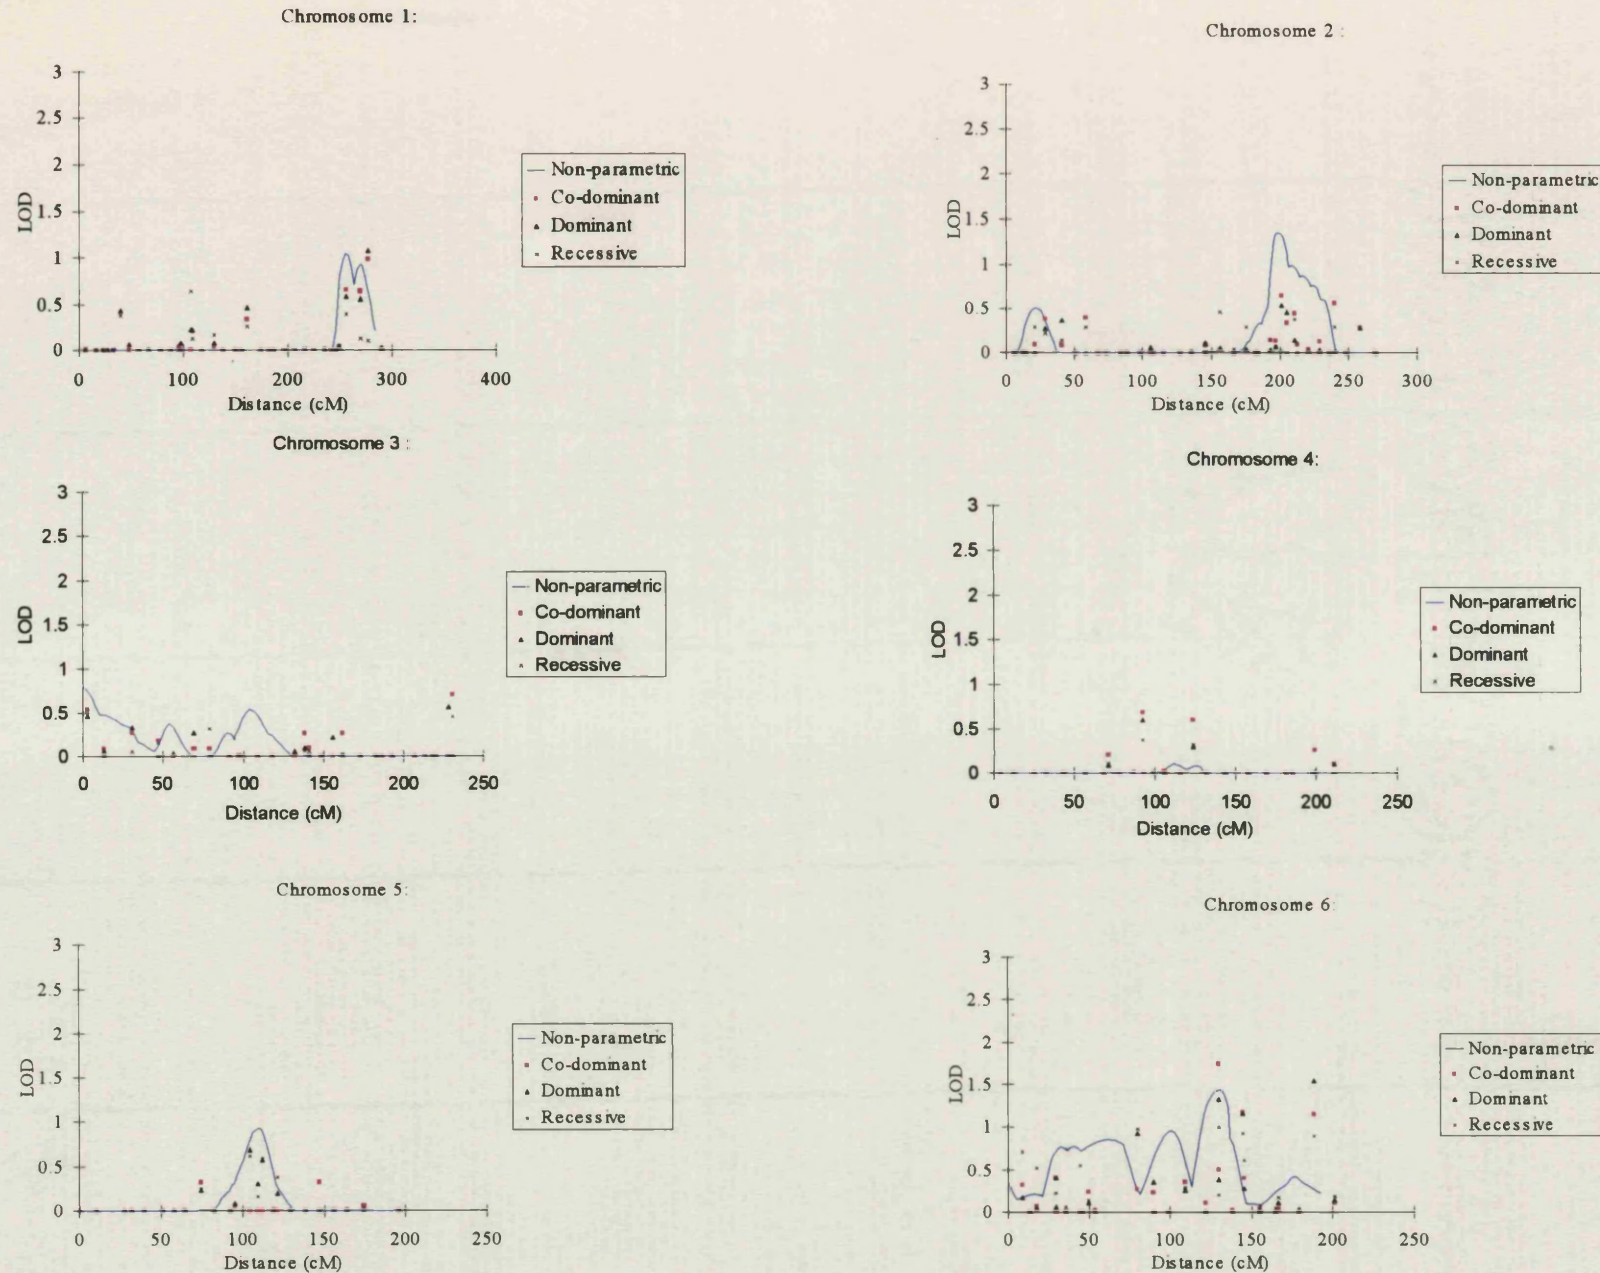 Chromosome 1:
3
2.5
2
1.5
1
0.5
0
LOD
0 100 200 300 400
Distance (cM)
Non-parametric
Co-dominant
Dominant
Recessive
Chromosome 2 :
3
2.5
2
1.5
1
0.5
0
LOD
0 50 100 150 200 250 300
Distance (cM)
Non-parametric
Co-dominant
Dominant
Recessive
Chromosome 3 :
3
2.5
2
1.5
1
0.5
0
LOD
0 50 100 150 200 250
Distance (cM)
Non-parametric
Co-dominant
Dominant
Recessive
Chromosome 4:
3
2.5
2
1.5
1
0.5
0
LOD
0 50 100 150 200 250
Distance (cM)
Non-parametric
Co-dominant
Dominant
Recessive
Chromosome 5:
3
2.5
2
1.5
1
0.5
0
LOD
0 50 100 150 200 250
Distance (cM)
Non-parametric
Co-dominant
Dominant
Recessive
Chromosome 6:
3
2.5
2
1.5
1
0.5
0
LOD
0 50 100 150 200 250
Distance (cM)
Non-parametric
Co-dominant
Dominant
Recessive